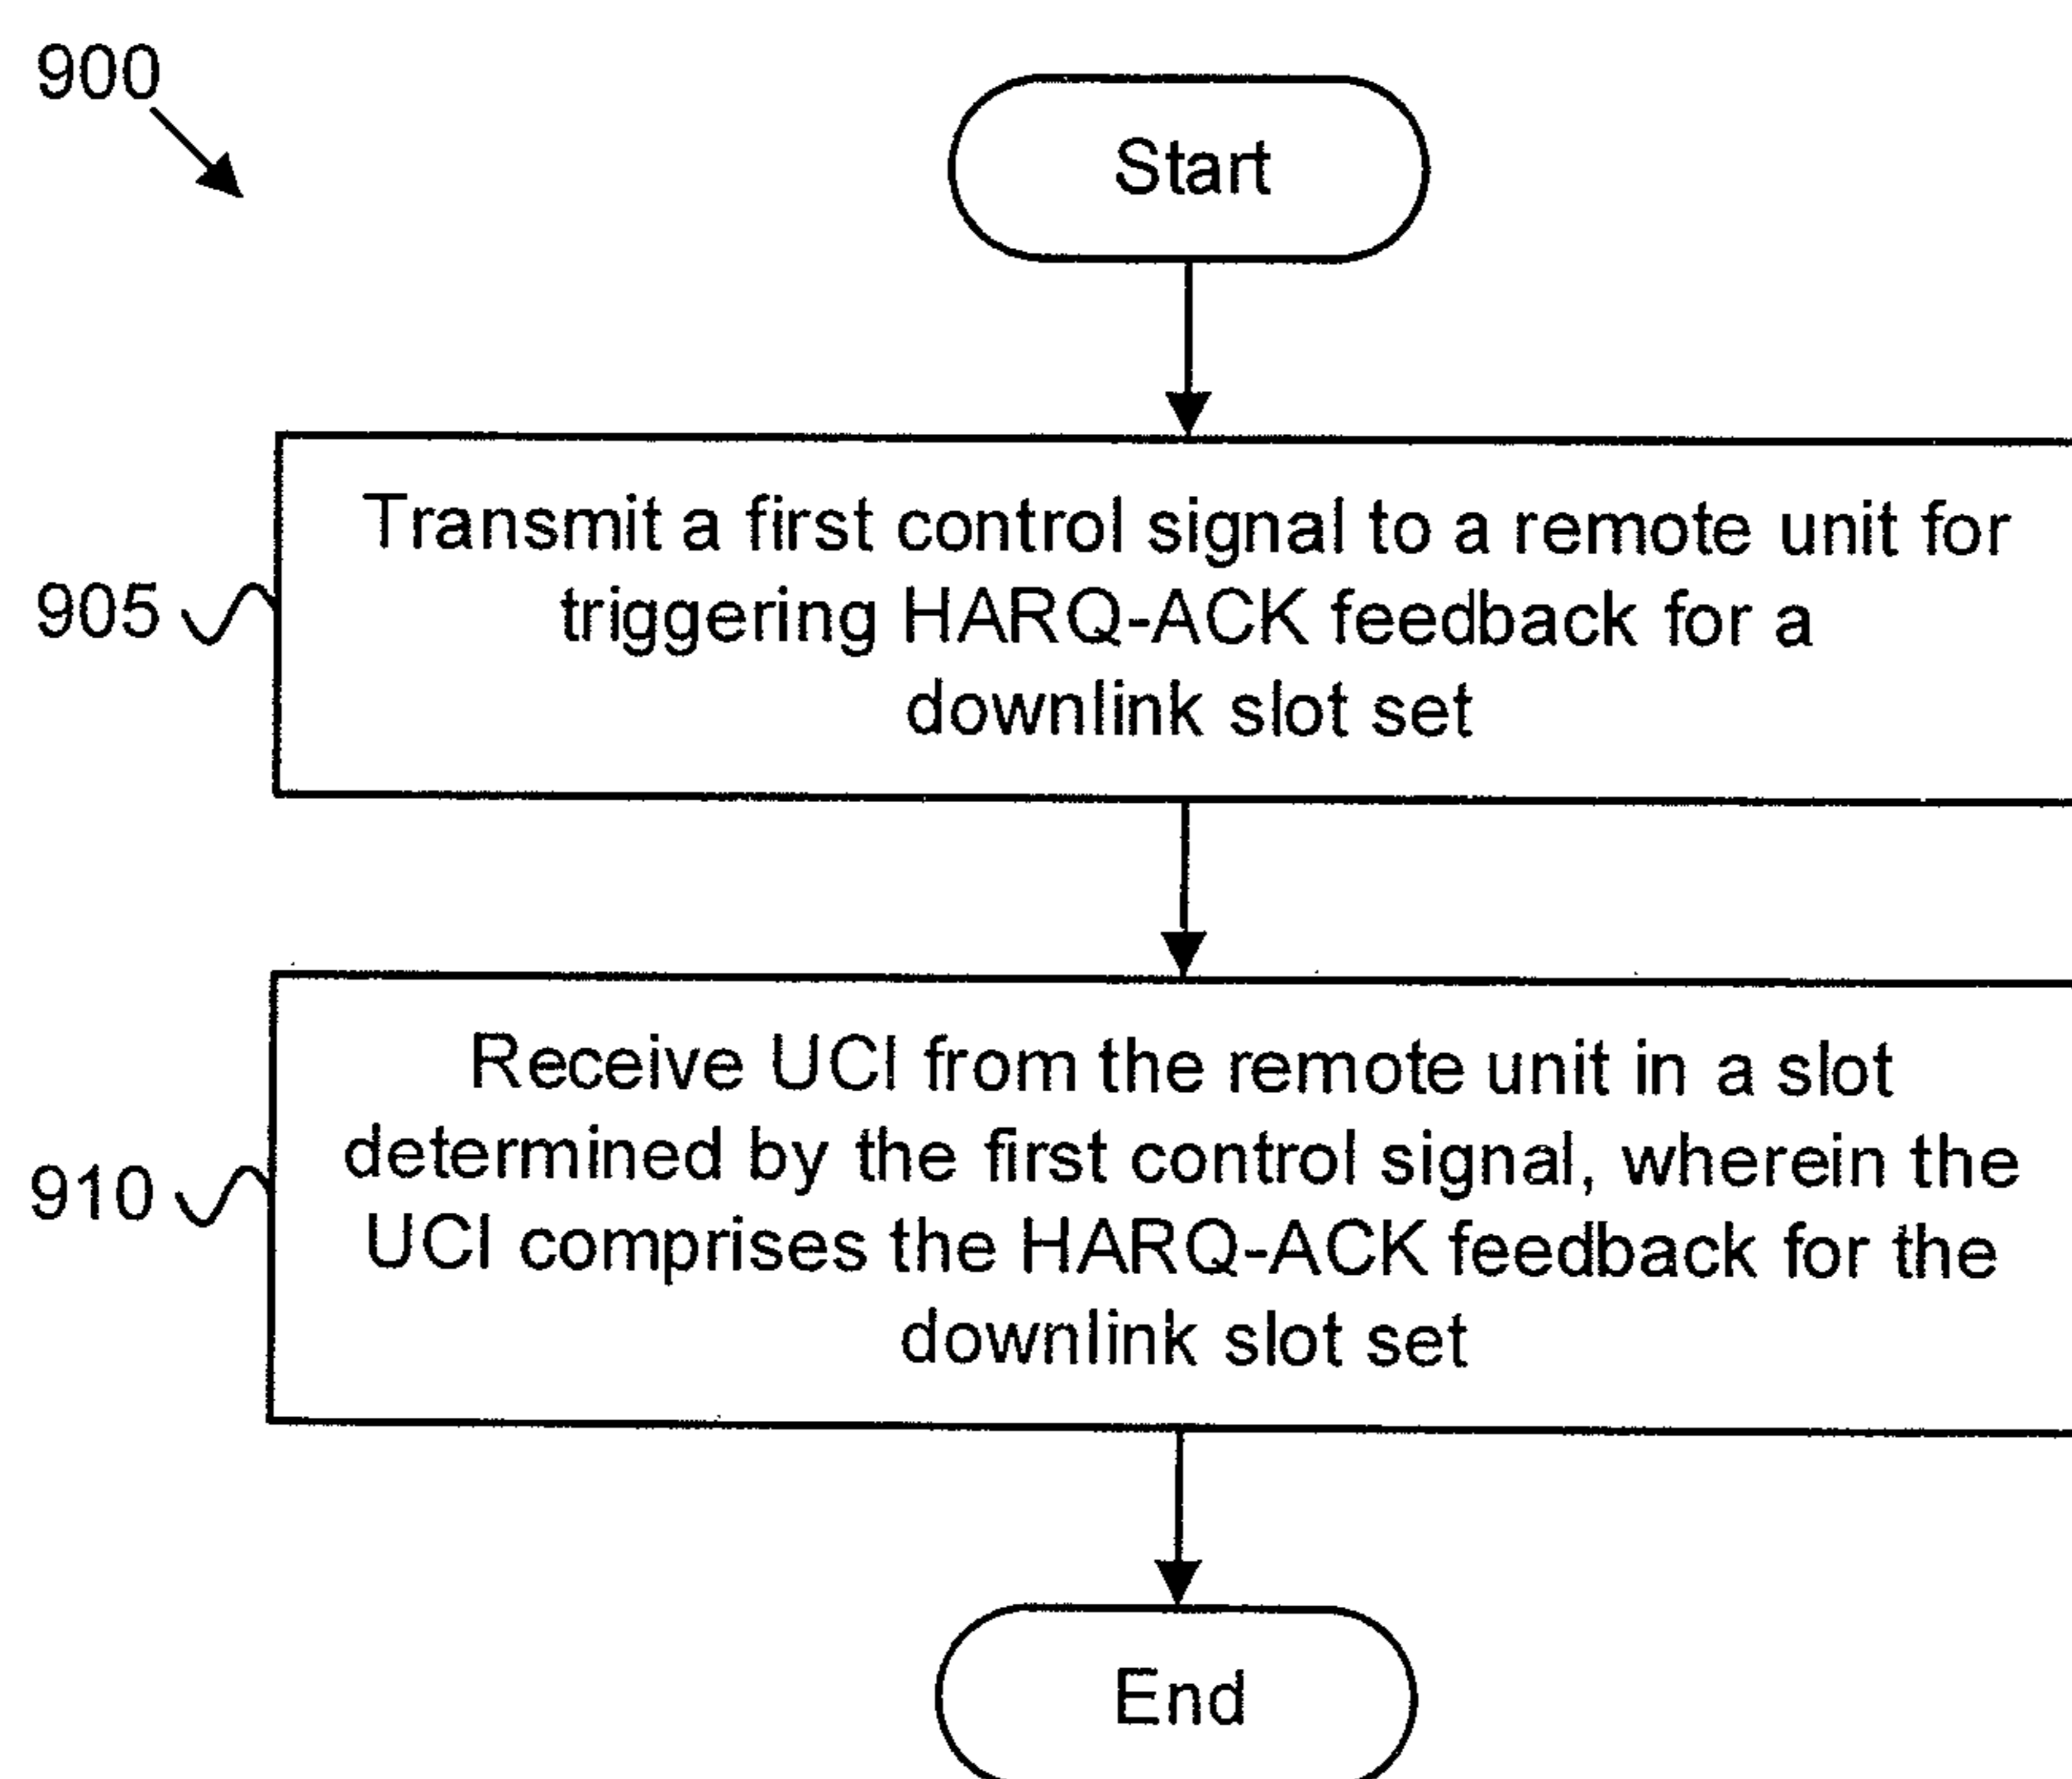 900
Start
905
Transmit a first control signal to a remote unit for
triggering HARQ-ACK feedback for a
downlink slot set
910
Receive UCI from the remote unit in a slot
determined by the first control signal, wherein the
UCI comprises the HARQ-ACK feedback for the
downlink slot set
End